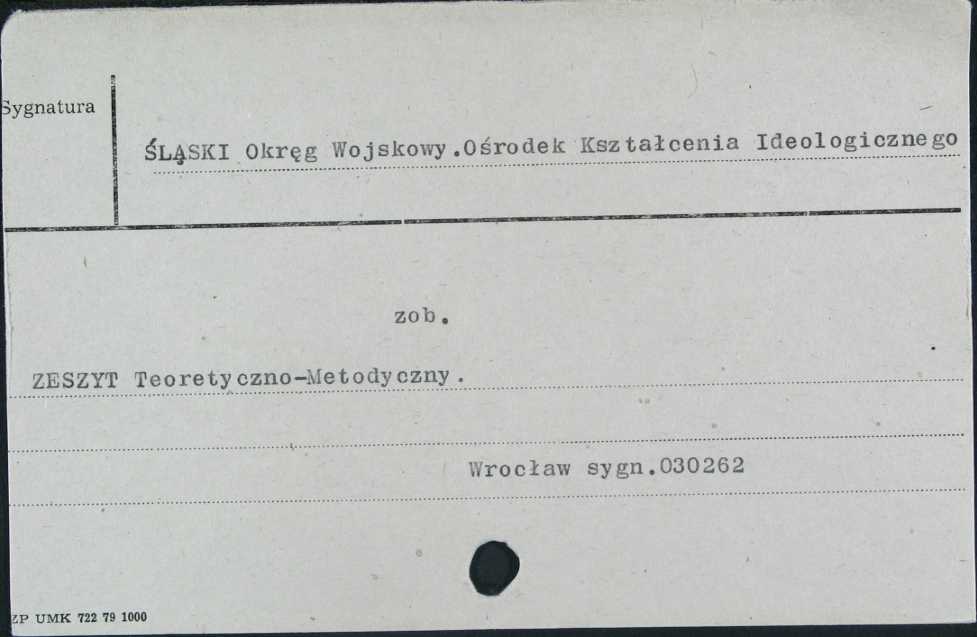 Sygnatura
ŚLĄSKI Okręg Wojskowy.Ośrodek Kształcenia Ideologicznego
zob.
ZESZYT Teoretyczno-Metodyczny.
Wrocław sygn.030262
ZP UMK 722 79 1000